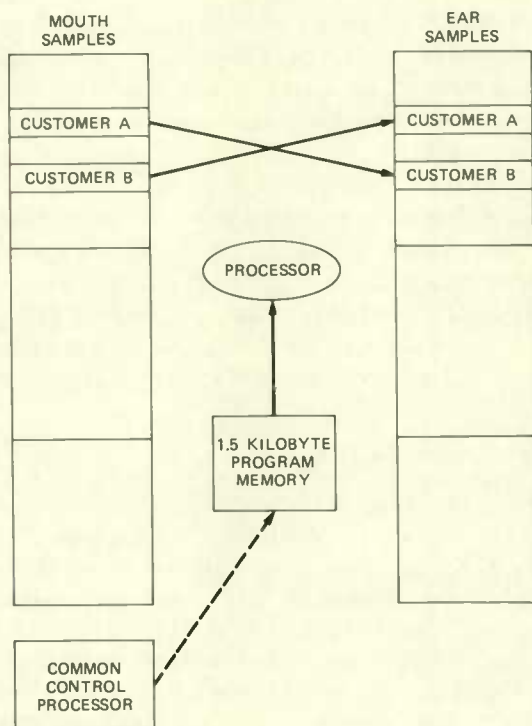 MOUTH
SAMPLES
EAR
SAMPLES
CUSTOMER A
CUSTOMER B
CUSTOMER A
CUSTOMER B
PROCESSOR
1.5 KILOBYTE
PROGRAM
MEMORY
COMMON
CONTROL
PROCESSOR